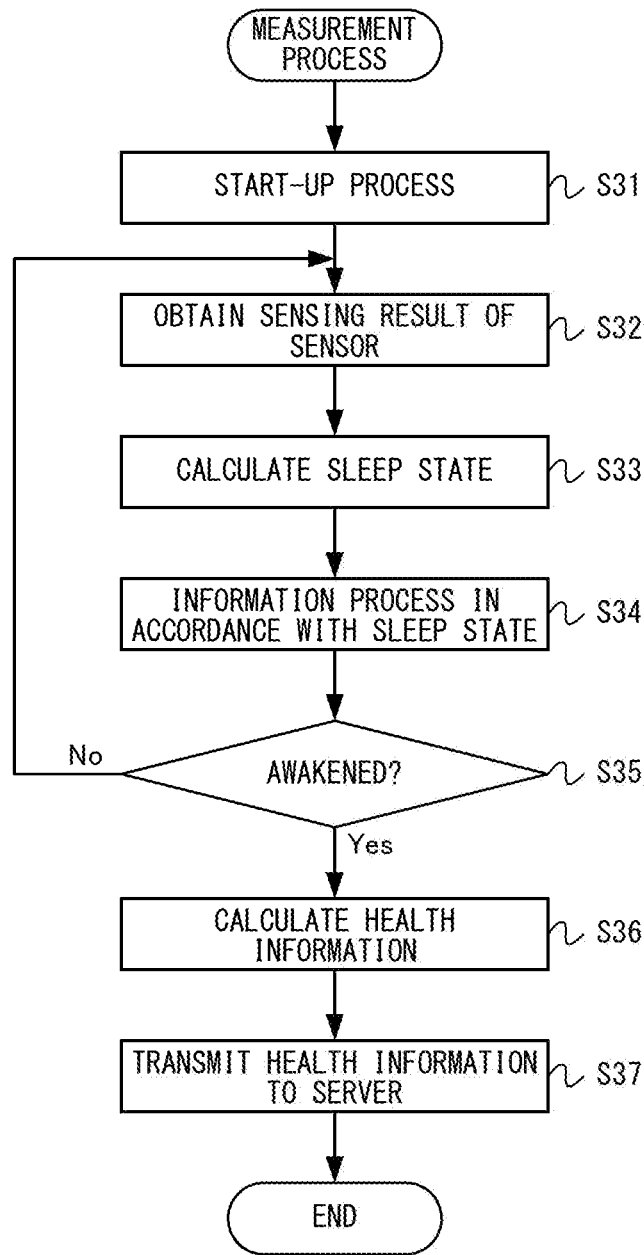 MEASUREMENT
PROCESS
START-UP PROCESS
S31
OBTAIN SENSING RESULT OF
SENSOR
S32
CALCULATE SLEEP STATE
S33
INFORMATION PROCESS IN
ACCORDANCE WITH SLEEP STATE
S34
No
AWAKENED?
S35
Yes
CALCULATE HEALTH
INFORMATION
S36
TRANSMIT HEALTH INFORMATION
TO SERVER
S37
END